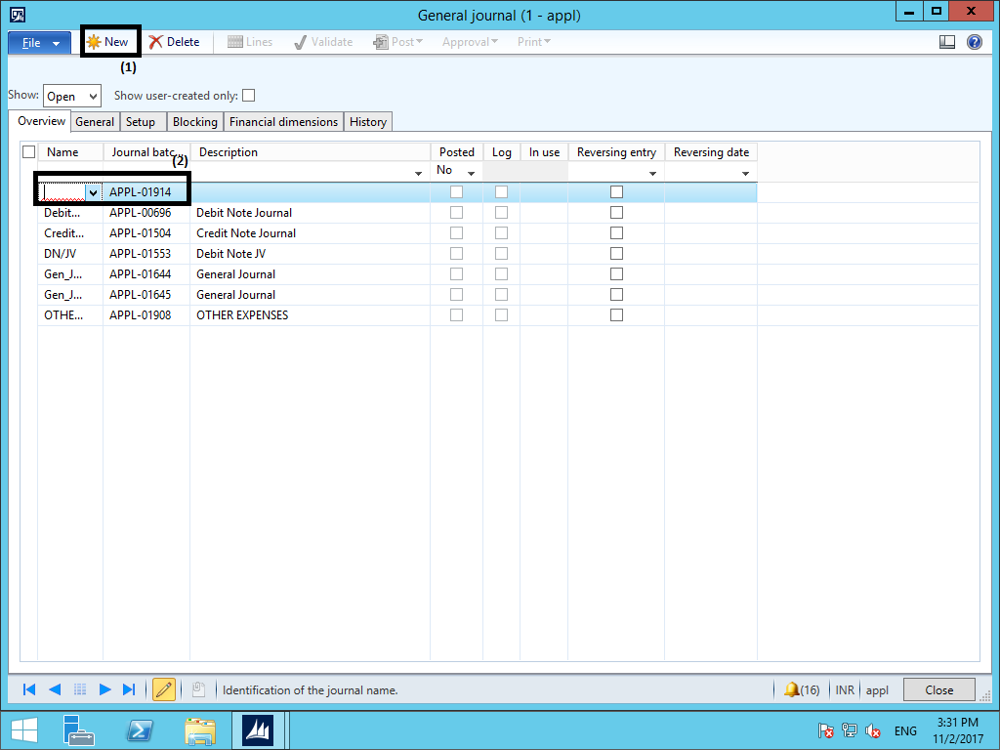 General journal (1 - appl)
File New Delete Lines Validate Post Approval Print
(1)
Show: Open Show user-created only:
Overview General Setup Blocking Financial dimensions History
Name Journal batc... Description Posted Log In use Reversing entry Reversing date
(2)
No
APPL-01914
Debit... APPL-00696 Debit Note Journal
Credit... APPL-01504 Credit Note Journal
DN/JV APPL-01553 Debit Note JV
Gen_J... APPL-01644 General Journal
Gen_J... APPL-01645 General Journal
OTHE... APPL-01908 OTHER EXPENSES
Identification of the journal name. (16) INR appl Close
ENG
3:31 PM
11/2/2017